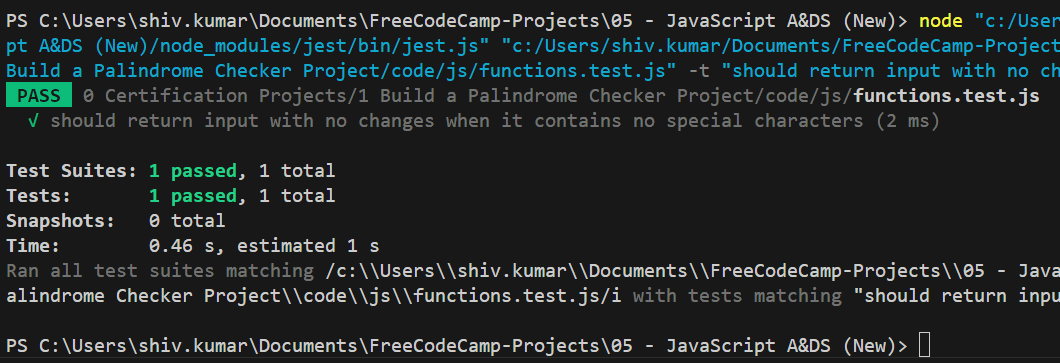 PS C:\Users\shiv.kumar\Documents\FreeCodeCamp-Projects\05 - JavaScript A&DS (New)> node "c:/User
pt A&DS (New)/node_modules/jest/bin/jest.js" "c:/Users/shiv.kumar/Documents/FreeCodeCamp-Project
Build a Palindrome Checker Project/code/js/functions.test.js" -t "should return input with no ch
PASS 0 Certification Projects/1 Build a Palindrome Checker Project/code/js/functions.test.js
√ should return input with no changes when it contains no special characters (2 ms)
Test Suites: 1 passed, 1 total
Tests: 1 passed, 1 total
Snapshots: 0 total
Time: 0.46 s, estimated 1 s
Ran all test suites matching /c:\\Users\\shiv.kumar\\Documents\\FreeCodeCamp-Projects\\05 - Java
alindrome Checker Project\\code\\js\\functions.test.js/i with tests matching "should return inpu
PS C:\Users\shiv.kumar\Documents\FreeCodeCamp-Projects\05 - JavaScript A&DS (New)>